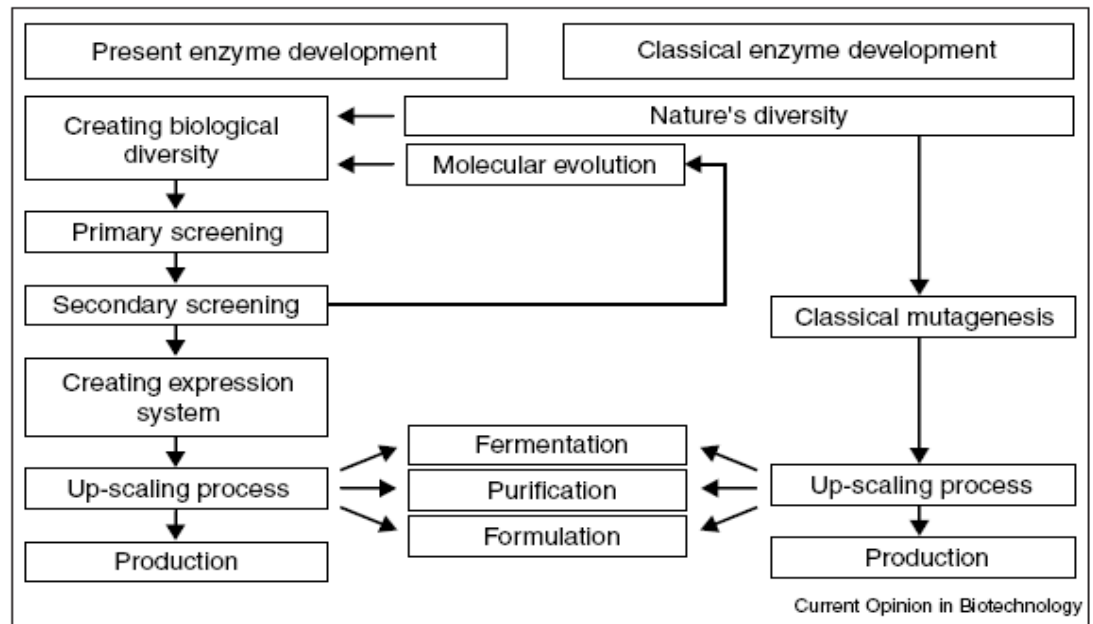 Present enzyme development
Classical enzyme development
Nature's diversity
Creating biological
diversity
Molecular evolution
Primary screening
Secondary screening
Classical mutagenesis
Creating expression
system
Fermentation
Up-scaling process
Purification
Up-scaling process
Formulation
Production
Production
Current Opinion in Biotechnology